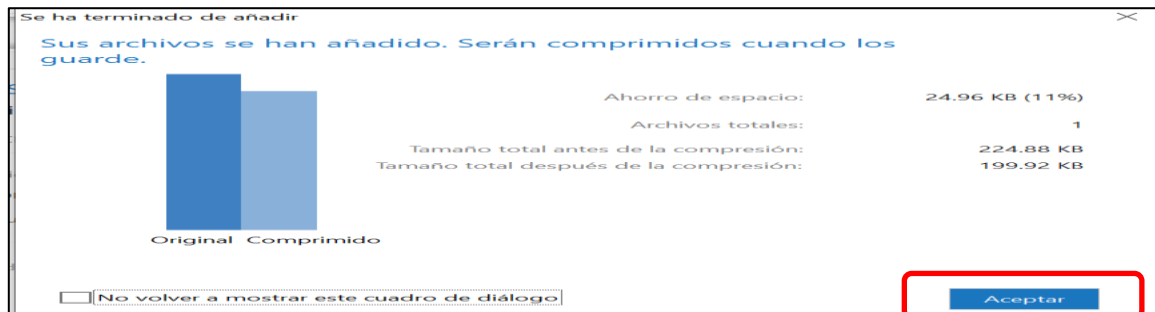 Se ha terminado de añadir
Sus archivos se han añadido. Serán comprimidos cuando los
guarde.
Ahorro de espacio: 24.96 KB (11%)
Archivos totales: 1
Tamaño total antes de la compresión: 224.88 KB
Tamaño total después de la compresión: 199.92 KB
Original Comprimido
No volver a mostrar este cuadro de diálogo
Aceptar